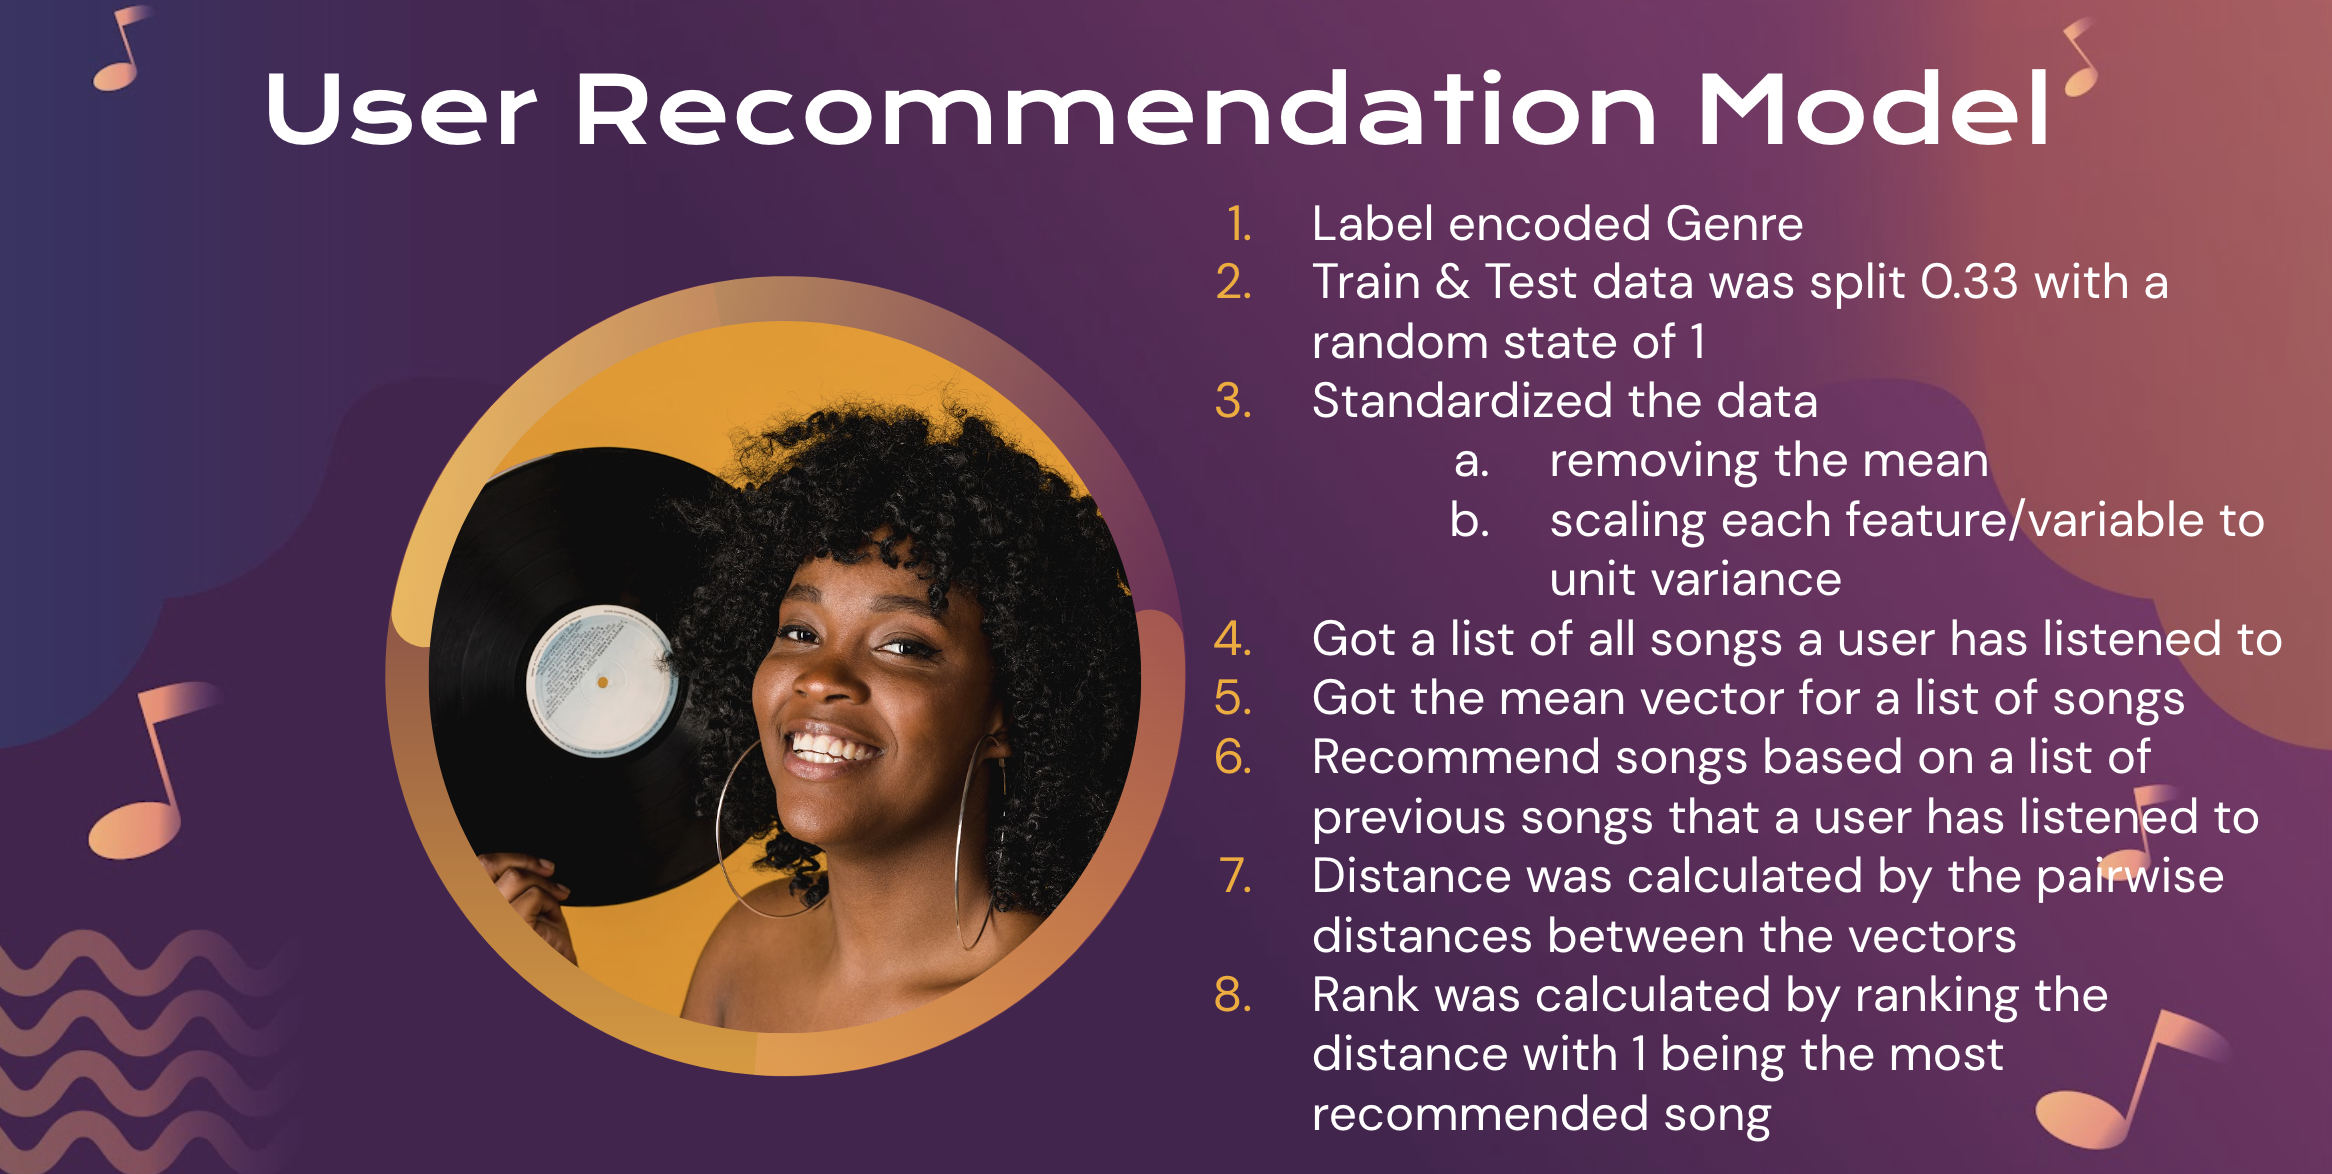 User Recommendation Model
1. Label encoded Genre
2. Train & Test data was split 0.33 with a
random state of 1
3. Standardized the data
a. removing the mean
b. scaling each feature/variable to
unit variance
4. Got a list of all songs a user has listened to
5. Got the mean vector for a list of songs
6. Recommend songs based on a list of
previous songs that a user has listened to
7. Distance was calculated by the pairwise
distances between the vectors
8. Rank was calculated by ranking the
distance with 1 being the most
recommended song